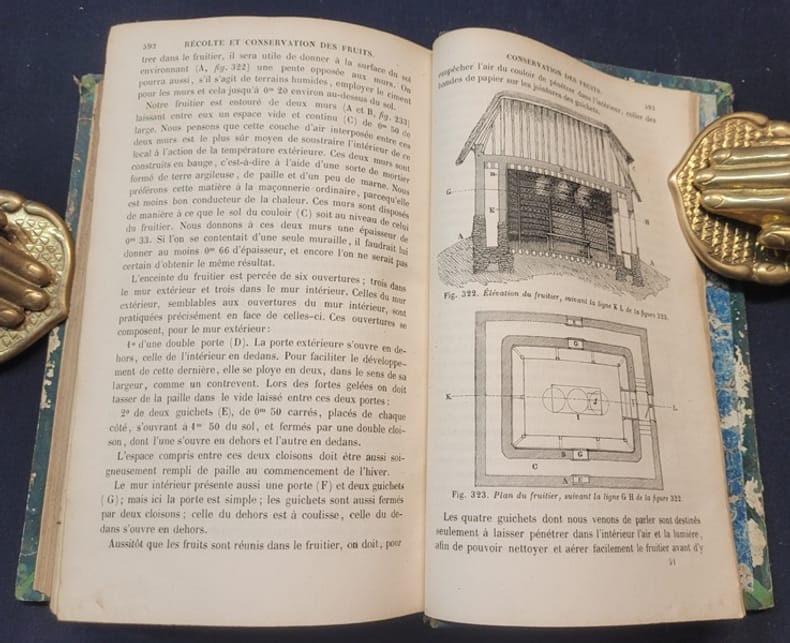 592 RÉCOLTE ET CONSERVATION DES FRUITS.
trer dans le fruitier, il sera utile de donner à la surface du sol
environnant (A, fig. 322) une pente opposée aux murs. On
pourra aussi, s'il s'agit de terrains humides, employer le ciment
pour les murs et cela jusqu'à 0m 20 environ au-dessus du sol.
Notre fruitier est entouré de deux murs (A et B, fig. 233)
laissant entre eux un espace vide et continu (C) de 0m 50 de
large. Nous pensons que cette couche d'air interposée entre ces
deux murs est le plus sûr moyen de soustraire l'intérieur de ce
local à l'action de la température extérieure. Ces deux murs sont
construits en bauge, c'est-à-dire à l'aide d'une sorte de mortier
formé de terre argileuse, de paille et d'un peu de marne. Nous
préférons cette matière à la maçonnerie ordinaire, parcequ'elle
est moins bon conducteur de la chaleur. Ces murs sont disposés
de manière à ce que le sol du couloir (C) soit au niveau de celui
du fruitier. Nous donnons à ces deux murs une épaisseur de
0m 33. Si l'on se contentait d'une seule muraille, il faudrait lui
donner au moins 0m 66 d'épaisseur, et encore l'on ne serait pas
certain d'obtenir le même résultat.
L'enceinte du fruitier est percée de six ouvertures; trois dans
le mur extérieur et trois dans le mur intérieur. Celles du mur
extérieur, semblables aux ouvertures du mur intérieur, sont
pratiquées précisément en face de celles-ci. Ces ouvertures se
composent, pour le mur extérieur:
1o d'une double porte (D). La porte extérieure s'ouvre en de-
hors, celle de l'intérieur en dedans. Pour faciliter le développe-
ment de cette dernière, elle se ploye en deux, dans le sens de sa
largeur, comme un contrevent. Lors des fortes gelées on doit
tasser de la paille dans le vide laissé entre ces deux portes:
2o de deux guichets (E), de 0m 50 carrés, placés de chaque
côté, s'ouvrant à 1m 50 du sol, et fermés par une double cloi-
son, dont l'une s'ouvre en dehors et l'autre en dedans.
L'espace compris entre ces deux cloisons doit être aussi soi-
gneusement rempli de paille au commencement de l'hiver.
Le mur intérieur présente aussi une porte (F) et deux guichets
(G); mais ici la porte est simple; les guichets sont aussi fermés
par deux cloisons; celle du dehors est à coulisse, celle du de-
dans s'ouvre en dehors.
Aussitôt que les fruits sont réunis dans le fruitier, on doit, pour
CONSERVATION DES FRUITS. 593
empêcher l'air du couloir de pénétrer dans l'intérieur, coller des
bandes de papier sur les jointures des guichets.
G
E
H
A
A
Fig. 322. Élévation du fruitier, suivant la ligne K L de la figure 323.
G
K
L
B G
C
A
Fig. 323. Plan du fruitier, suivant la ligne G H de la figure 322.
Les quatre guichets dont nous venons de parler sont destinés
seulement à laisser pénétrer dans l'intérieur l'air et la lumière,
afin de pouvoir nettoyer et aérer facilement le fruitier avant d'y
51